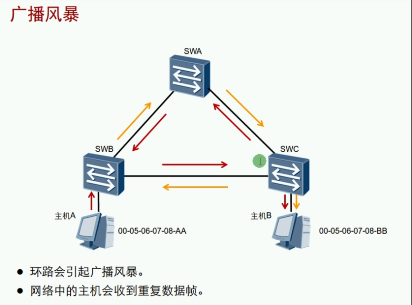 广播风暴
SWA
SWB
SWC
主机A
00-05-06-07-08-AA
主机B
00-05-06-07-08-BB
● 环路会引起广播风暴。
● 网络中的主机会收到重复数据帧。